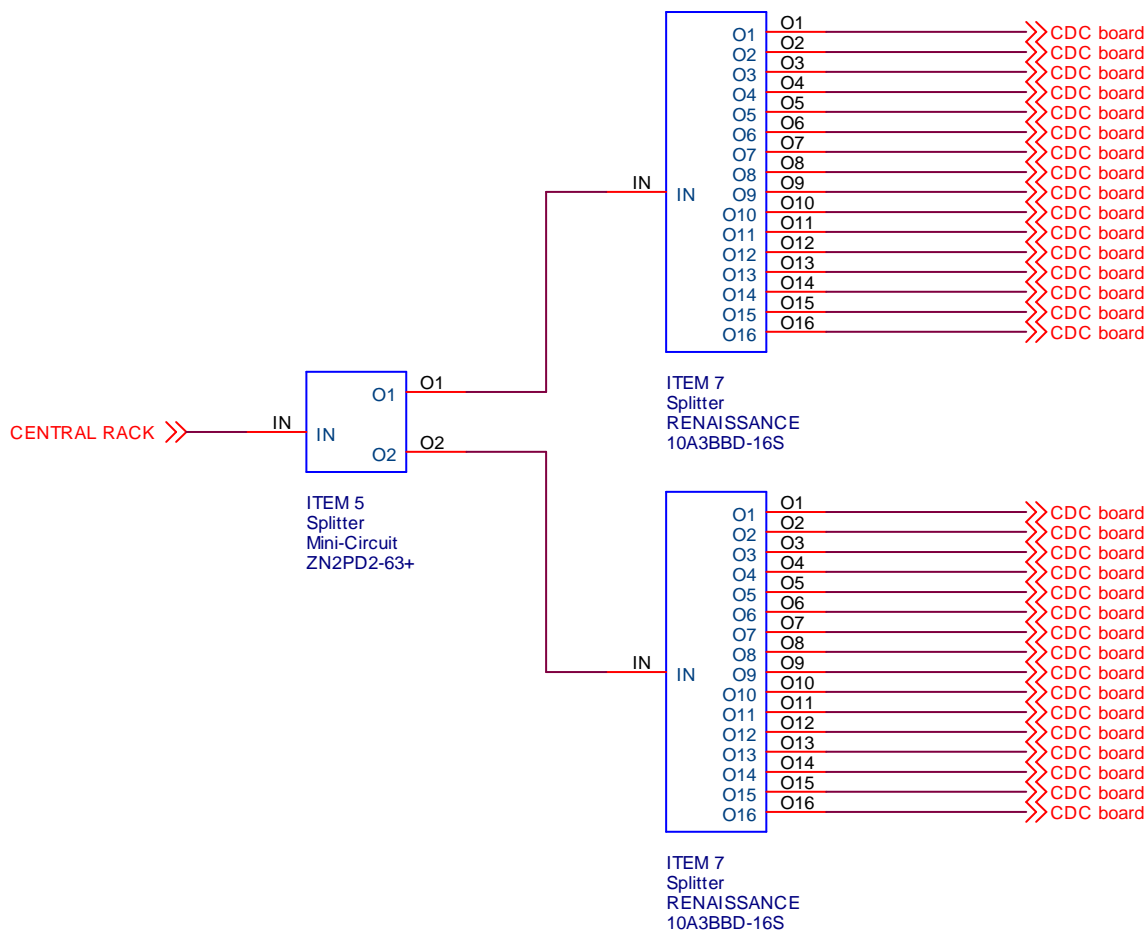 CENTRAL RACK
IN
IN
O1
O2
O1
O2
ITEM 5
Splitter
Mini-Circuit
ZN2PD2-63+
IN
IN
O1 O1 CDC board
O2 O2 CDC board
O3 O3 CDC board
O4 O4 CDC board
O5 O5 CDC board
O6 O6 CDC board
O7 O7 CDC board
O8 O8 CDC board
O9 O9 CDC board
O10 O10 CDC board
O11 O11 CDC board
O12 O12 CDC board
O13 O13 CDC board
O14 O14 CDC board
O15 O15 CDC board
O16 O16 CDC board
ITEM 7
Splitter
RENAISSANCE
10A3BBD-16S
IN
IN
O1 O1 CDC board
O2 O2 CDC board
O3 O3 CDC board
O4 O4 CDC board
O5 O5 CDC board
O6 O6 CDC board
O7 O7 CDC board
O8 O8 CDC board
O9 O9 CDC board
O10 O10 CDC board
O11 O11 CDC board
O12 O12 CDC board
O13 O13 CDC board
O14 O14 CDC board
O15 O15 CDC board
O16 O16 CDC board
ITEM 7
Splitter
RENAISSANCE
10A3BBD-16S